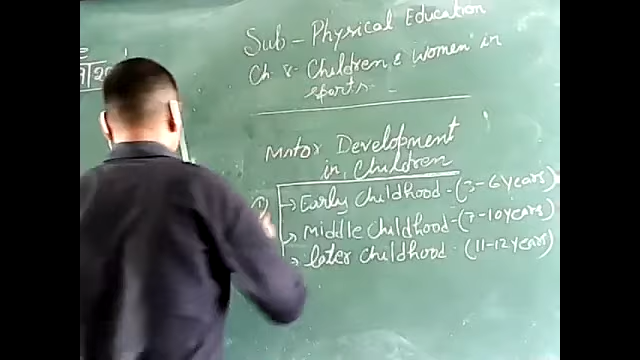 Sub - Physical Education
Ch 8. Children & Women in
sports -
Motor Development
in Children
① → Early childhood - (3-6 years)
→ Middle childhood - (7-10 years)
→ later childhood - (11-12 years)